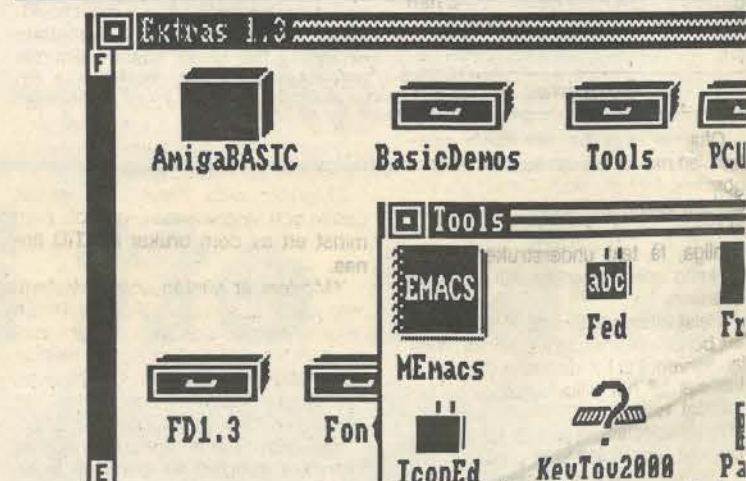 Extras 1.3
F
AmigaBASIC BasicDemos Tools PCU
Tools
EMACS abc
Fed Fr
MEmacs
FD1.3 Fon
IconEd KeyToy2000 Pa
E